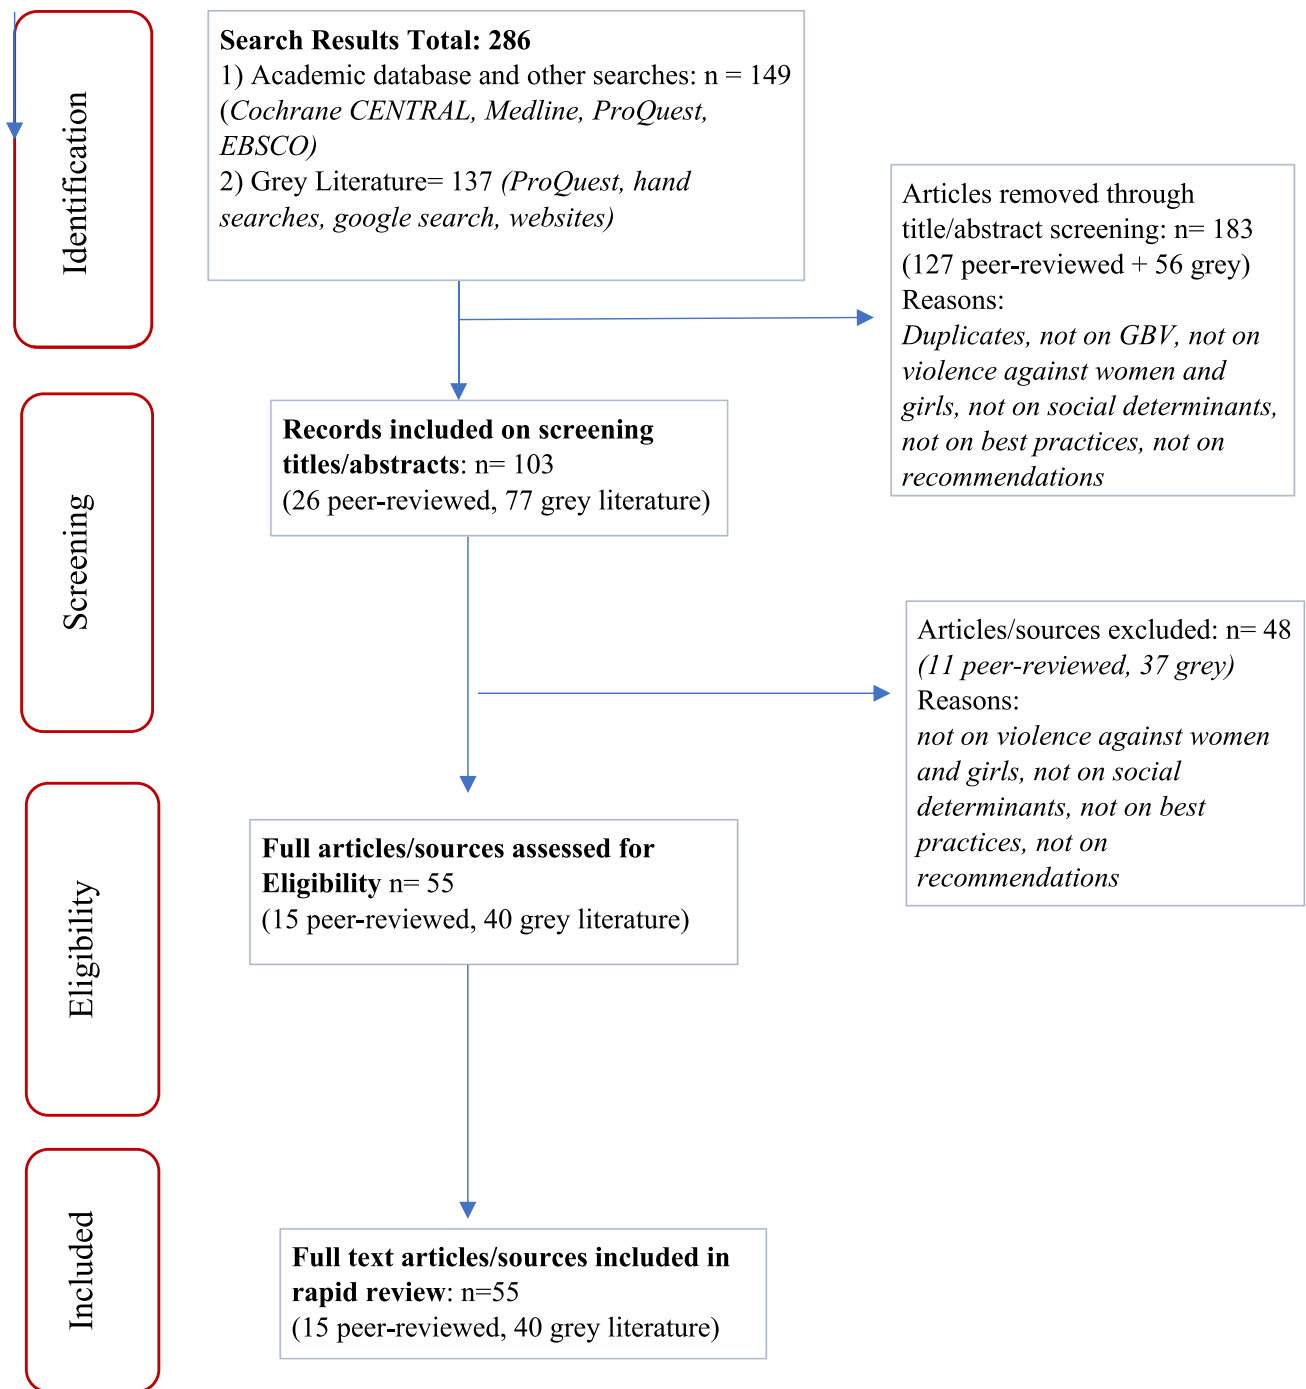 Identification
Search Results Total: 286
1) Academic database and other searches: n = 149
(Cochrane CENTRAL, Medline, ProQuest,
EBSCO)
2) Grey Literature= 137 (ProQuest, hand
searches, google search, websites)
Articles removed through
title/abstract screening: n= 183
(127 peer-reviewed + 56 grey)
Reasons:
Duplicates, not on GBV, not on
violence against women and
girls, not on social determinants,
not on best practices, not on
recommendations
Screening
Records included on screening
titles/abstracts: n= 103
(26 peer-reviewed, 77 grey literature)
Articles/sources excluded: n= 48
(11 peer-reviewed, 37 grey)
Reasons:
not on violence against women
and girls, not on social
determinants, not on best
practices, not on
recommendations
Eligibility
Full articles/sources assessed for
Eligibility n= 55
(15 peer-reviewed, 40 grey literature)
Included
Full text articles/sources included in
rapid review: n=55
(15 peer-reviewed, 40 grey literature)